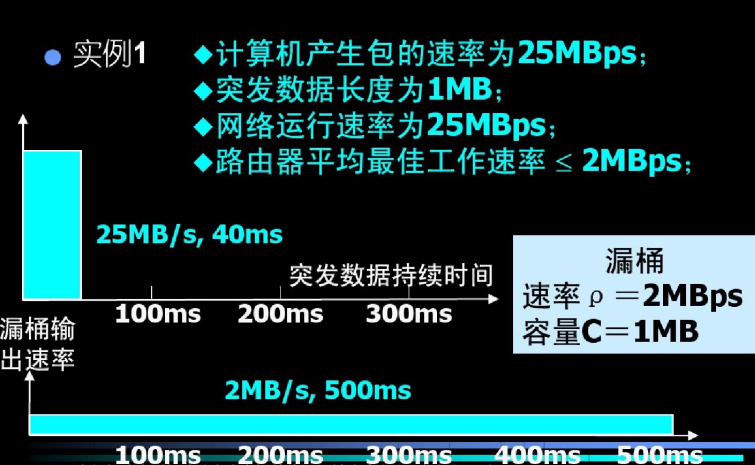 实例1
◆计算机产生包的速率为25MBps；
◆突发数据长度为1MB；
◆网络运行速率为25MBps；
◆路由器平均最佳工作速率 ≤ 2MBps；
25MB/s, 40ms
突发数据持续时间
100ms 200ms 300ms
漏桶
速率ρ＝2MBps
容量C＝1MB
漏桶输
出速率
2MB/s, 500ms
100ms 200ms 300ms 400ms 500ms